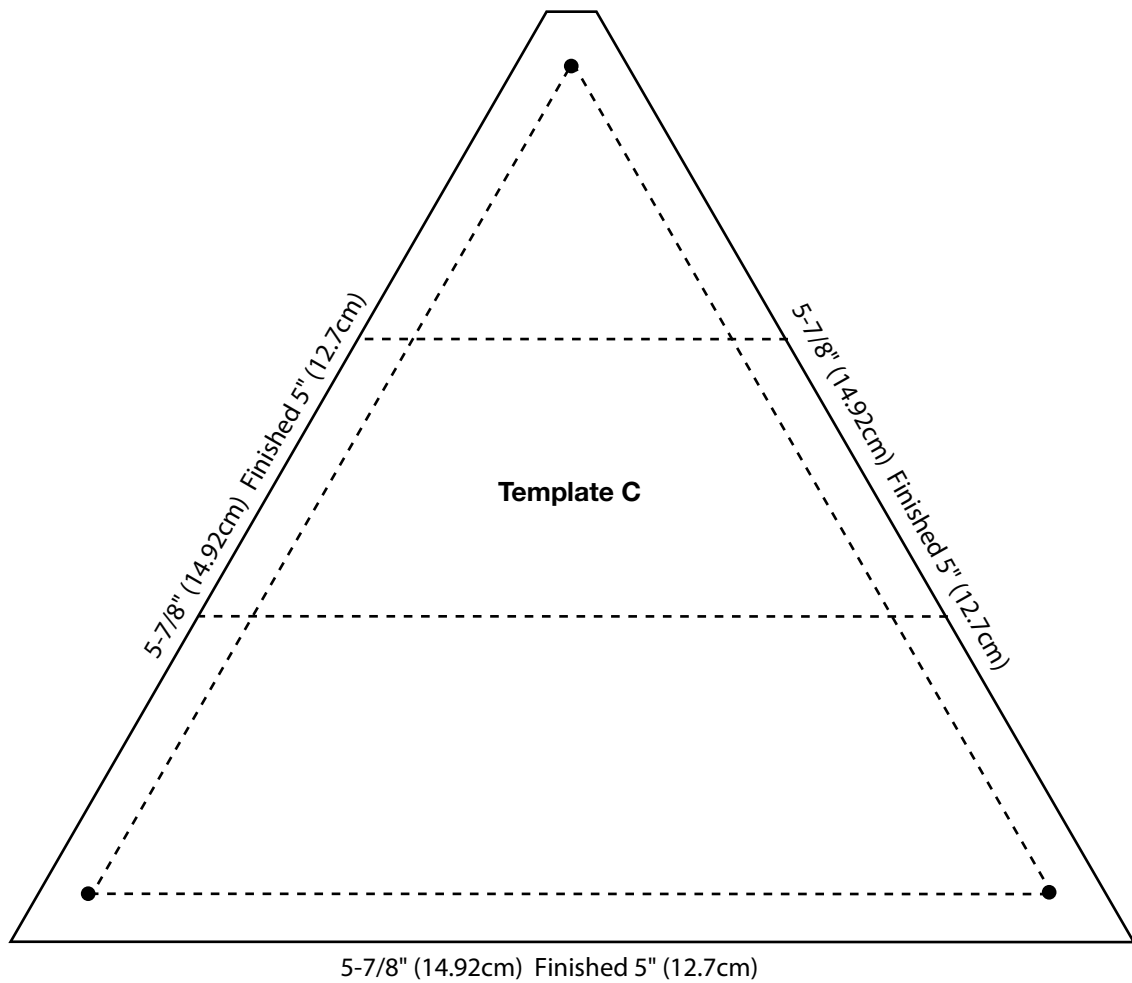 5-7/8" (14.92cm)  Finished 5" (12.7cm)
5-7/8" (14.92cm)  Finished 5" (12.7cm)
Template C
5-7/8" (14.92cm)  Finished 5" (12.7cm)